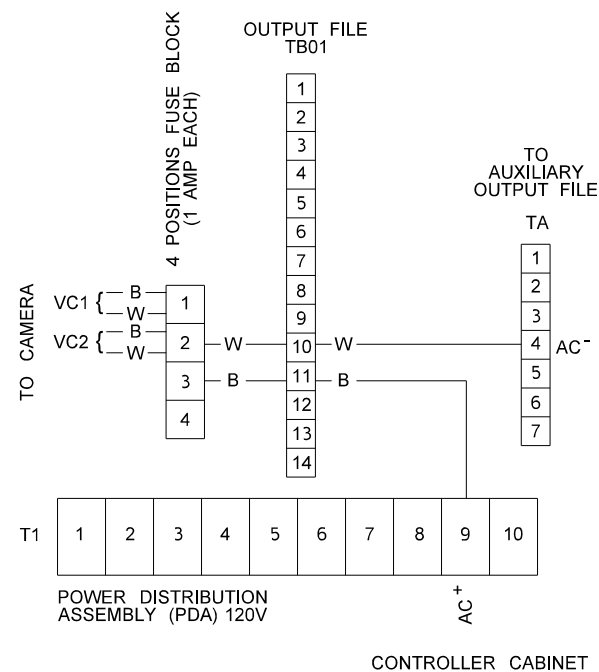 OUTPUT FILE
TB01
4 POSITIONS FUSE BLOCK
(1 AMP EACH)
1
2
3
4
5
6
7
8
9
10
11
12
13
14
TO
AUXILIARY
OUTPUT FILE
TA
1
2
3
4
5
6
7
AC-
TO CAMERA
VC1 {
B
W
VC2 {
B
W
1
2
3
4
W
W
B
B
T1
1 2 3 4 5 6 7 8 9 10
POWER DISTRIBUTION
ASSEMBLY (PDA) 120V
AC+
CONTROLLER CABINET